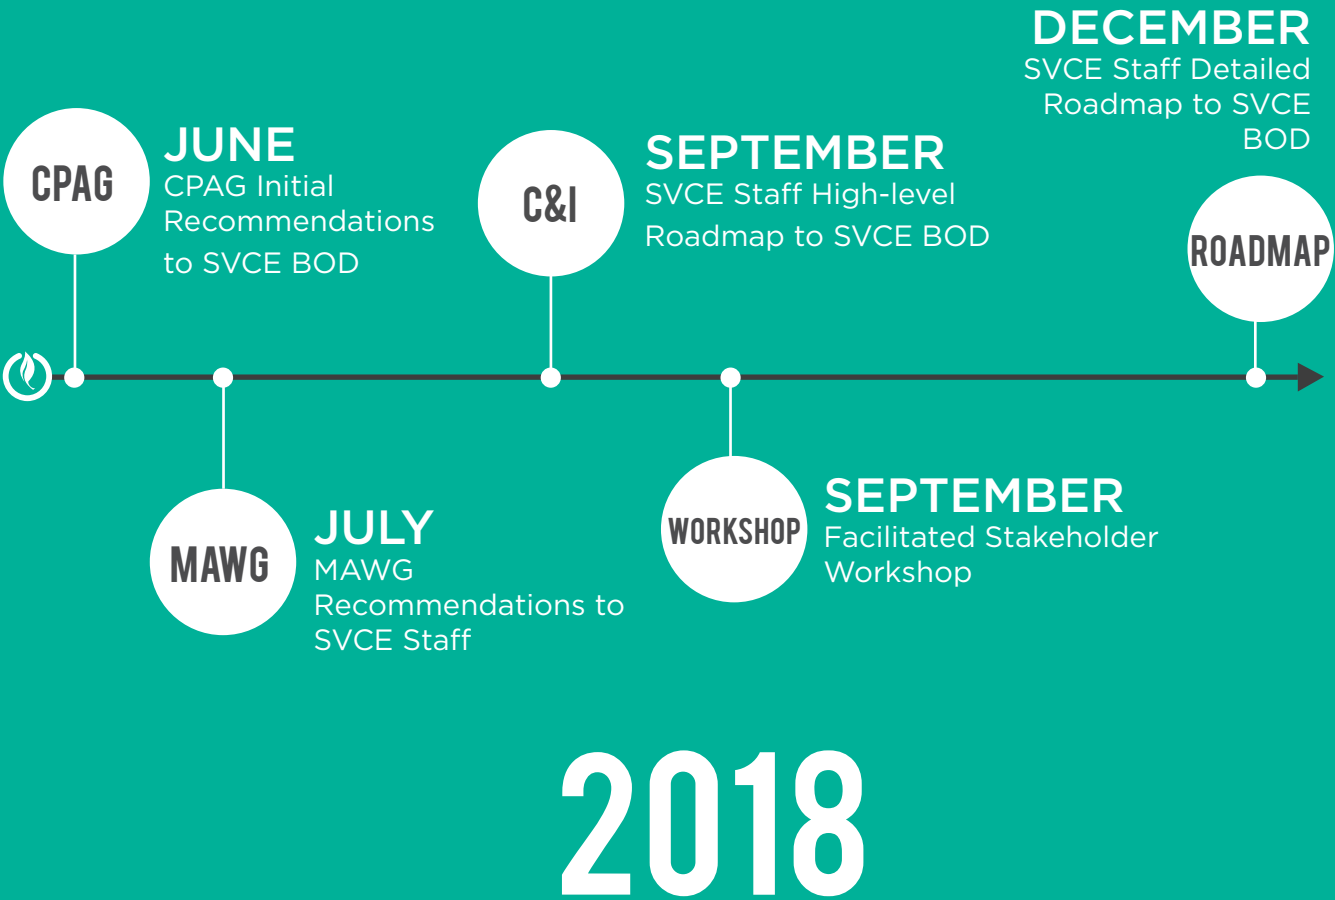 CPAG
JUNE
CPAG Initial
Recommendations
to SVCE BOD
MAWG
JULY
MAWG
Recommendations to
SVCE Staff
C&I
SEPTEMBER
SVCE Staff High-level
Roadmap to SVCE BOD
WORKSHOP
SEPTEMBER
Facilitated Stakeholder
Workshop
DECEMBER
SVCE Staff Detailed
Roadmap to SVCE
BOD
ROADMAP
2018